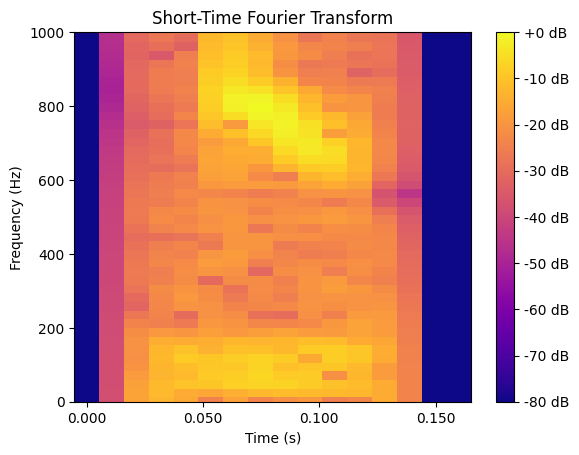 Short-Time Fourier Transform
Frequency (Hz)
1000
800
600
400
200
0
0.000
0.050
0.100
0.150
Time (s)
+0 dB
-10 dB
-20 dB
-30 dB
-40 dB
-50 dB
-60 dB
-70 dB
-80 dB